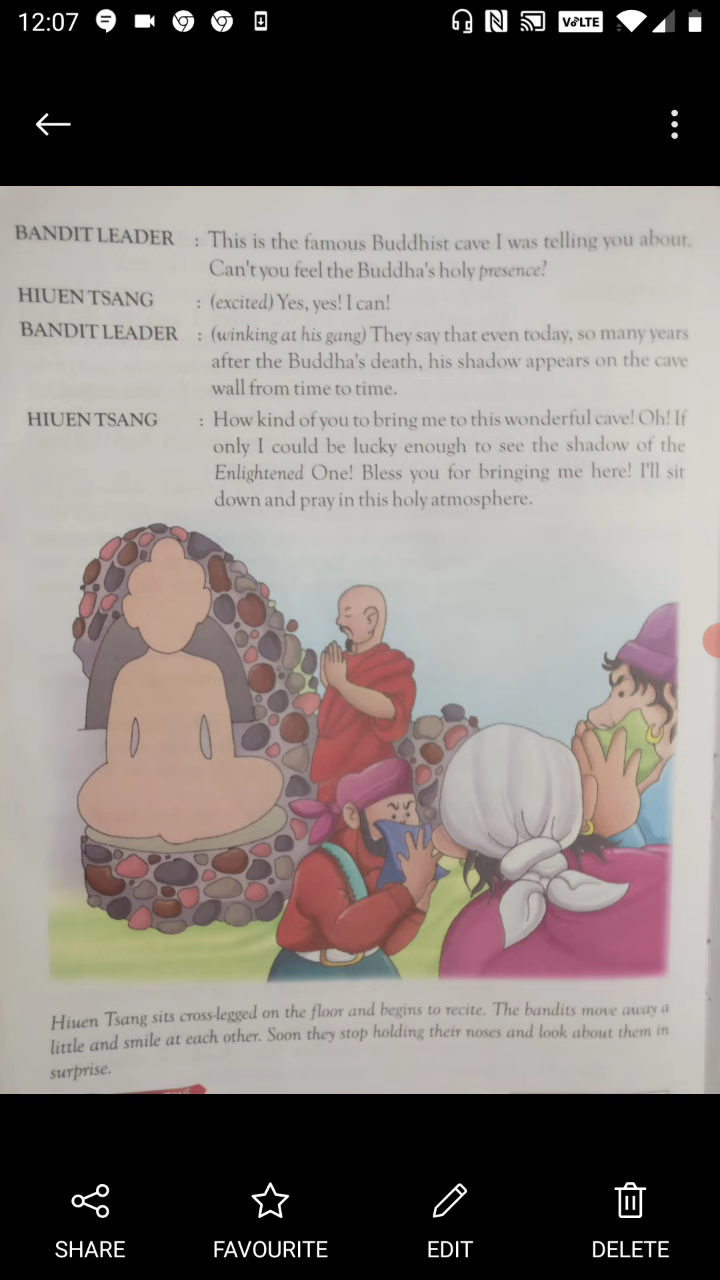 12:07
VoLTE
BANDIT LEADER : This is the famous Buddhist cave I was telling you about.
Can't you feel the Buddha's holy presence?
HIUEN TSANG : (excited) Yes, yes! I can!
BANDIT LEADER : (winking at his gang) They say that even today, so many years
after the Buddha's death, his shadow appears on the cave
wall from time to time.
HIUEN TSANG : How kind of you to bring me to this wonderful cave! Oh! If
only I could be lucky enough to see the shadow of the
Enlightened One! Bless you for bringing me here! I'll sit
down and pray in this holy atmosphere.
Hiuen Tsang sits cross-legged on the floor and begins to recite. The bandits move away a
little and smile at each other. Soon they stop holding their noses and look about them in
surprise.
SHARE
FAVOURITE
EDIT
DELETE